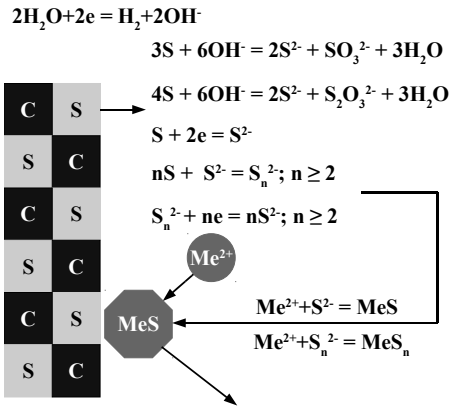 2H₂O+2e = H₂+2OH⁻
3S + 6OH⁻ = 2S²⁻ + SO₃²⁻ + 3H₂O
4S + 6OH⁻ = 2S²⁻ + S₂O₃²⁻ + 3H₂O
S + 2e = S²⁻
nS + S²⁻ = Sₙ²⁻; n ≥ 2
Sₙ²⁻ + ne = nS²⁻; n ≥ 2
C S
S C
C S
S C
C S
S C
Me²⁺
MeS
Me²⁺+S²⁻ = MeS
Me²⁺+Sₙ²⁻ = MeSₙ